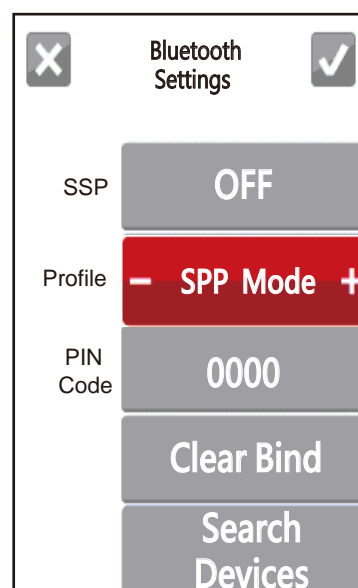 Bluetooth
Settings
SSP OFF
Profile - SPP Mode +
PIN
Code 0000
Clear Bind
Search
Devices